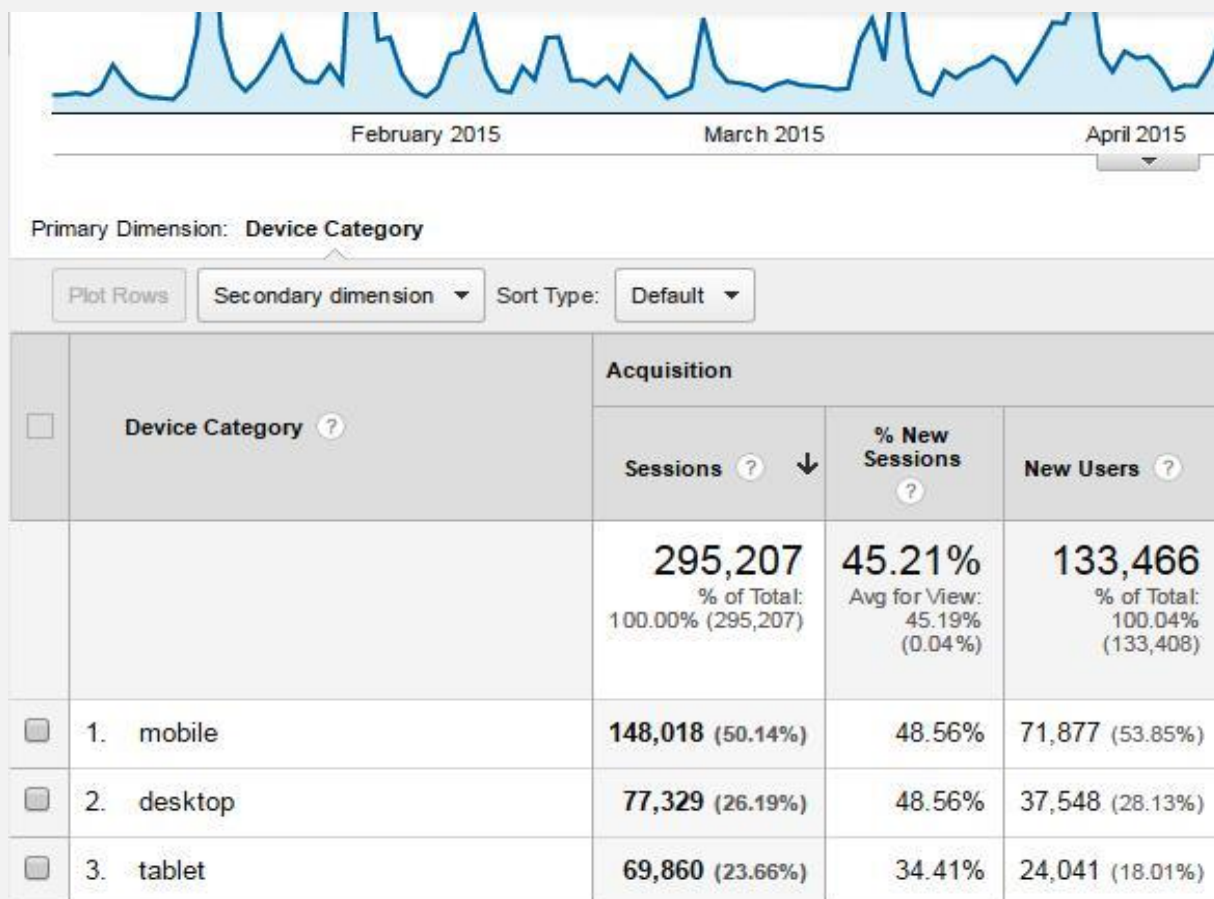 February 2015 March 2015 April 2015
Primary Dimension: Device Category
Plot Rows Secondary dimension Sort Type: Default
Acquisition
Device Category ?
Sessions ? % New Sessions ? New Users ?
295,207 45.21% 133,466
% of Total: Avg for View: % of Total:
100.00% (295,207) 45.19% 100.04%
(0.04%) (133,408)
1. mobile 148,018 (50.14%) 48.56% 71,877 (53.85%)
2. desktop 77,329 (26.19%) 48.56% 37,548 (28.13%)
3. tablet 69,860 (23.66%) 34.41% 24,041 (18.01%)